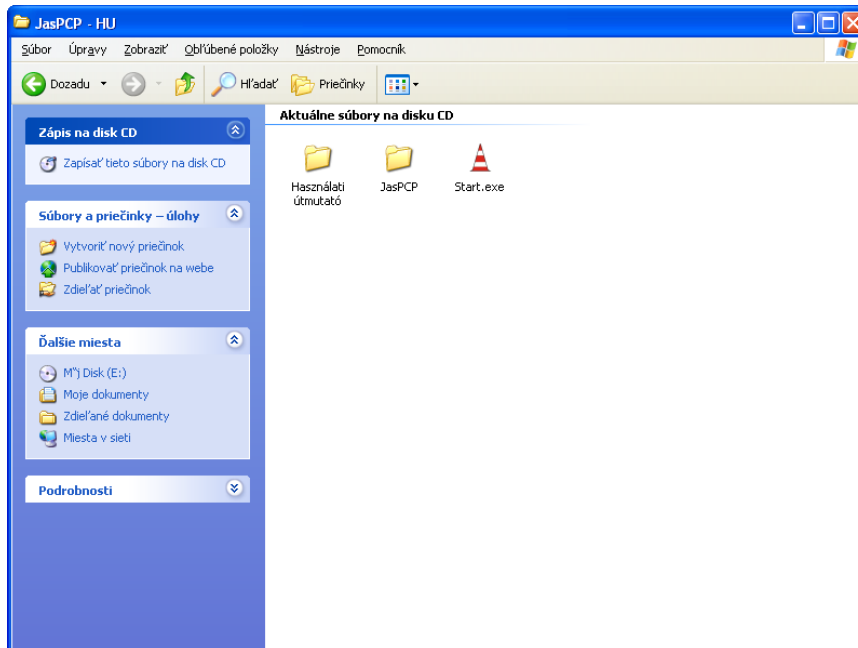 JasPCP - HU
Súbor Úpravy Zobraziť Obľúbené položky Nástroje Pomocník
Dozadu Hľadať Priečinky
Aktuálne súbory na disku CD
Zápis na disk CD
Zapísať tieto súbory na disk CD
Használati útmutató
JasPCP
Start.exe
Súbory a priečinky – úlohy
Vytvoriť nový priečinok
Publikovať priečinok na webe
Zdieľať priečinok
Ďalšie miesta
M"j Disk (E:)
Moje dokumenty
Zdieľané dokumenty
Miesta v sieti
Podrobnosti